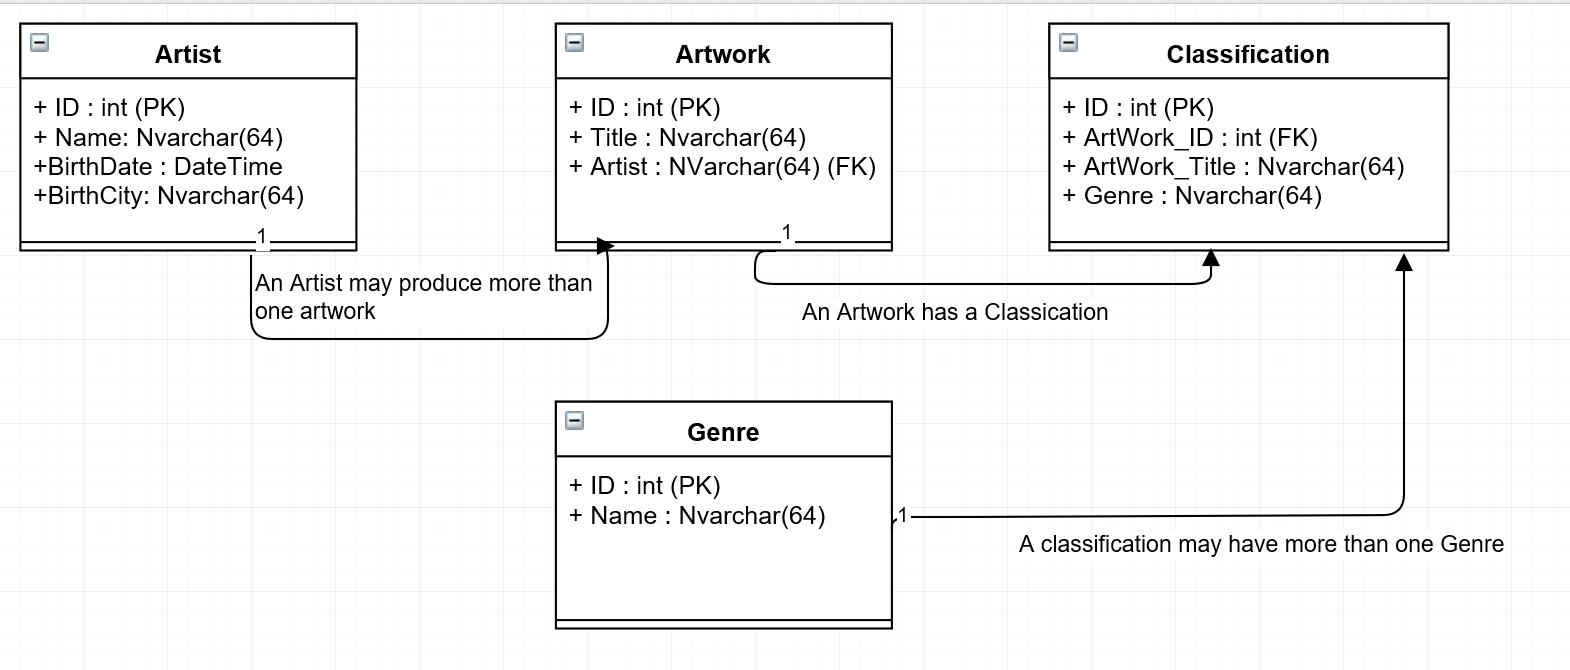 Artist
+ ID : int (PK)
+ Name: Nvarchar(64)
+BirthDate : DateTime
+BirthCity: Nvarchar(64)
1
An Artist may produce more than
one artwork
Artwork
+ ID : int (PK)
+ Title : Nvarchar(64)
+ Artist : NVarchar(64) (FK)
1
An Artwork has a Classication
Classification
+ ID : int (PK)
+ ArtWork_ID : int (FK)
+ ArtWork_Title : Nvarchar(64)
+ Genre : Nvarchar(64)
Genre
+ ID : int (PK)
+ Name : Nvarchar(64)
1
A classification may have more than one Genre